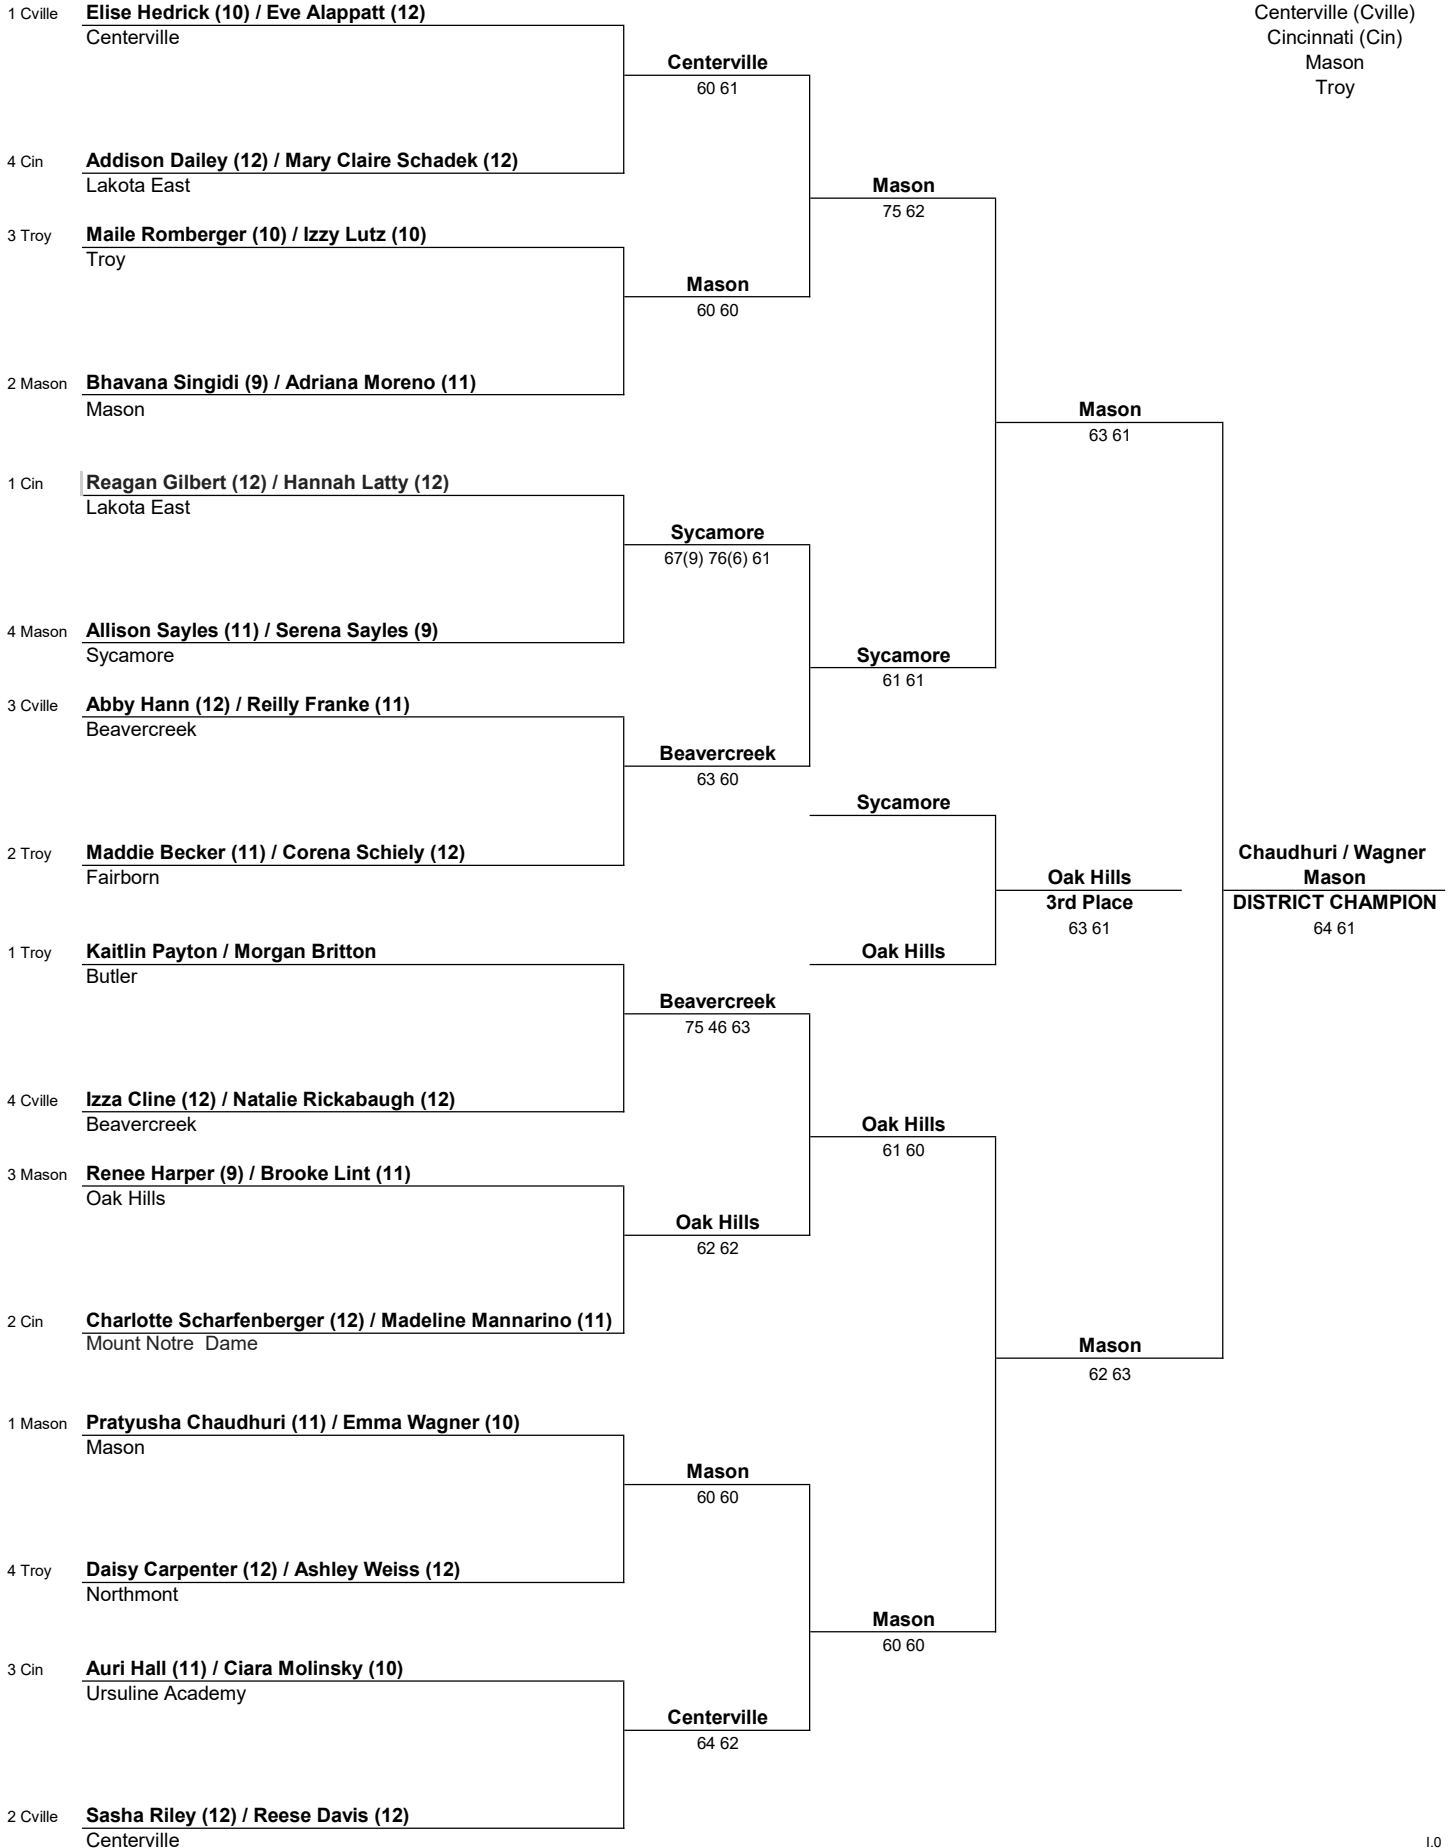 1 Cville Elise Hedrick (10) / Eve Alappatt (12)
Centerville
Centerville (Cville)
Cincinnati (Cin)
Mason
Troy
Centerville
60 61
4 Cin Addison Dailey (12) / Mary Claire Schadek (12)
Lakota East
Mason
75 62
3 Troy Maile Romberger (10) / Izzy Lutz (10)
Troy
Mason
60 60
2 Mason Bhavana Singidi (9) / Adriana Moreno (11)
Mason
Mason
63 61
1 Cin Reagan Gilbert (12) / Hannah Latty (12)
Lakota East
Sycamore
67(9) 76(6) 61
4 Mason Allison Sayles (11) / Serena Sayles (9)
Sycamore
Sycamore
61 61
3 Cville Abby Hann (12) / Reilly Franke (11)
Beavercreek
Beavercreek
63 60
Sycamore
2 Troy Maddie Becker (11) / Corena Schiely (12)
Fairborn
Chaudhuri / Wagner
Mason
DISTRICT CHAMPION
64 61
Oak Hills
3rd Place
63 61
Oak Hills
1 Troy Kaitlin Payton / Morgan Britton
Butler
Beavercreek
75 46 63
4 Cville Izza Cline (12) / Natalie Rickabaugh (12)
Beavercreek
Oak Hills
61 60
3 Mason Renee Harper (9) / Brooke Lint (11)
Oak Hills
Oak Hills
62 62
2 Cin Charlotte Scharfenberger (12) / Madeline Mannarino (11)
Mount Notre Dame
Mason
62 63
1 Mason Pratyusha Chaudhuri (11) / Emma Wagner (10)
Mason
Mason
60 60
4 Troy Daisy Carpenter (12) / Ashley Weiss (12)
Northmont
Mason
60 60
3 Cin Auri Hall (11) / Ciara Molinsky (10)
Ursuline Academy
Centerville
64 62
2 Cville Sasha Riley (12) / Reese Davis (12)
Centerville